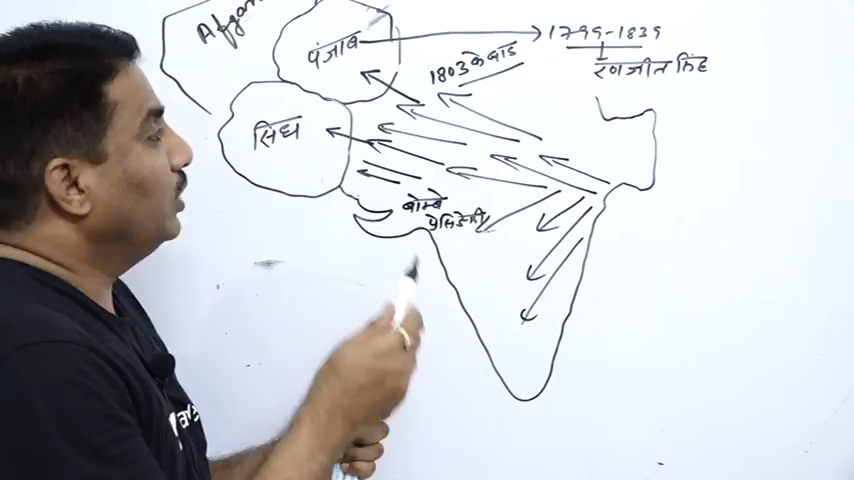 Afgan
पंजाब
1799-1839
रणजीत सिंह
1803 के बाद
सिंध
बोम्बे
प्रेसिडेन्सी